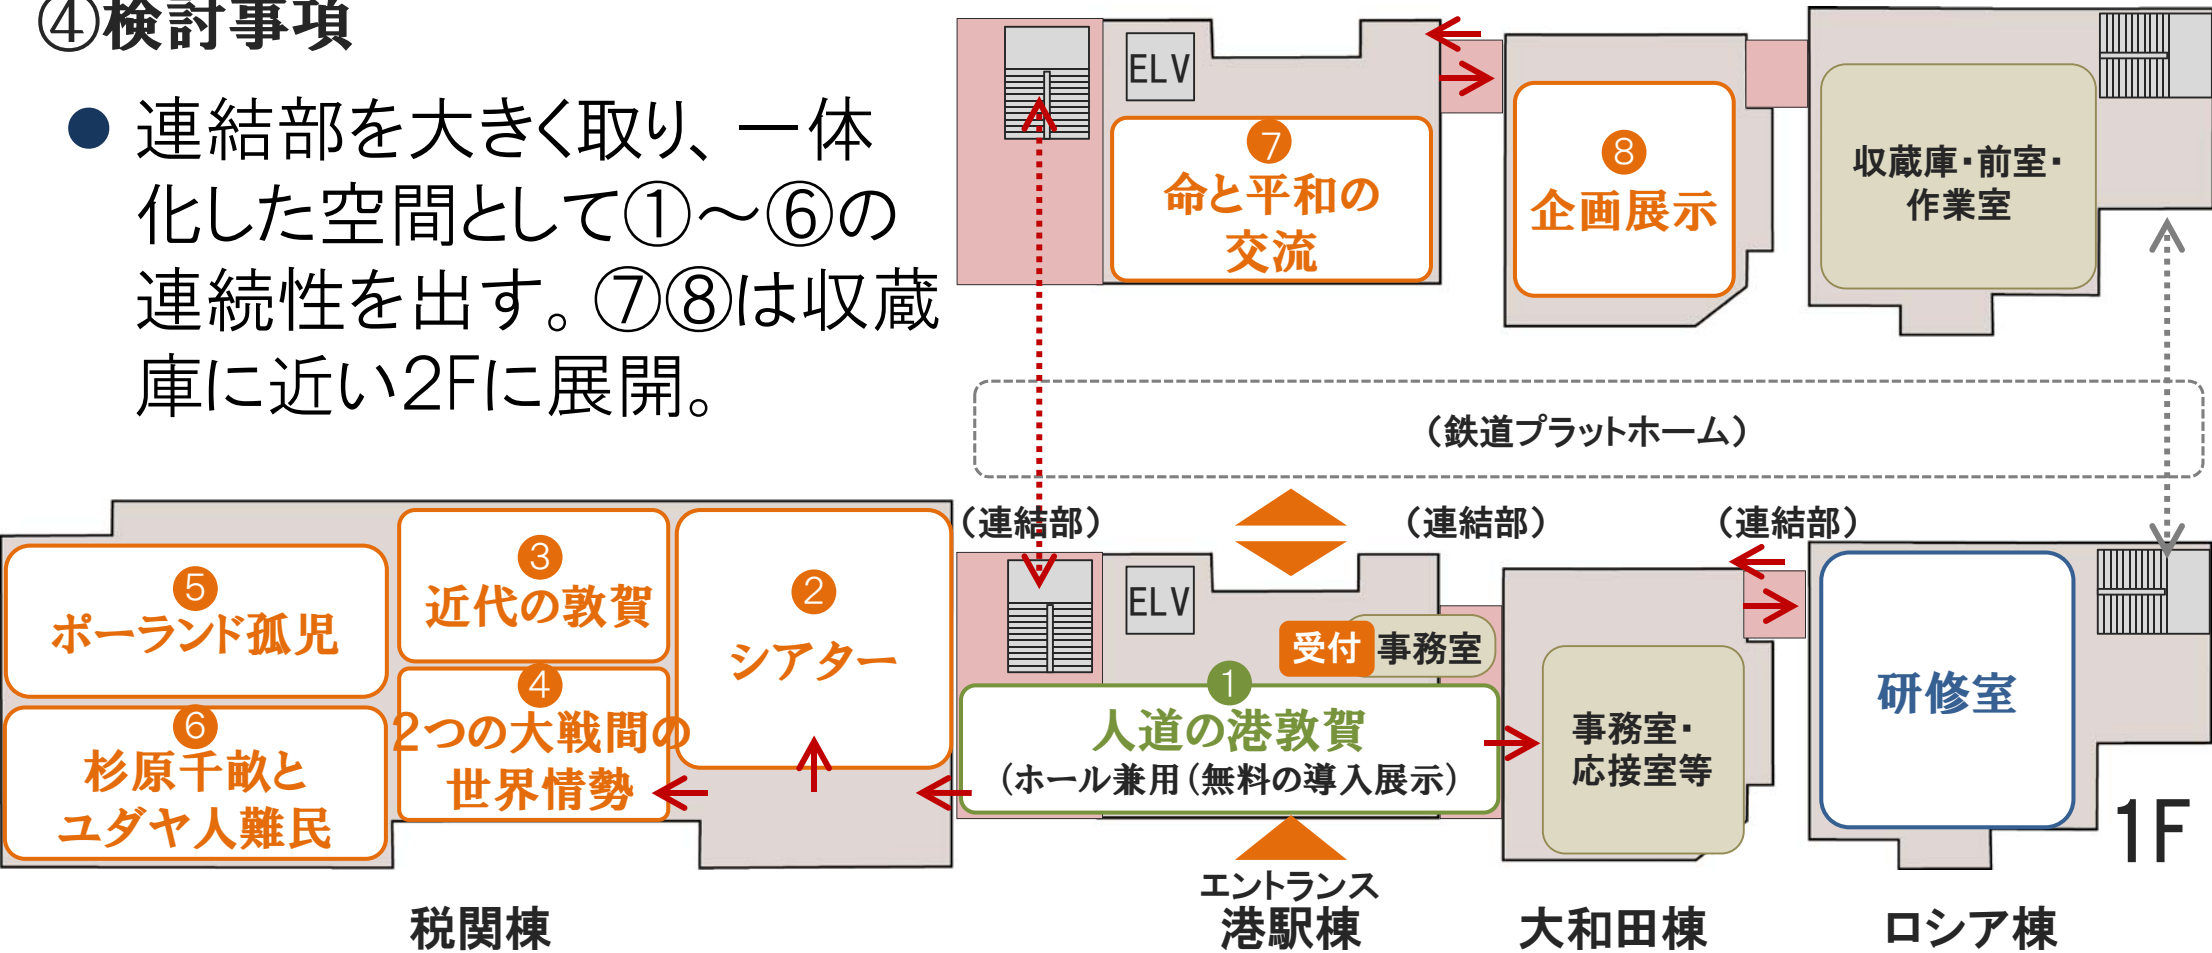 ④検討事項
● 連結部を大きく取り、一体
化した空間として①～⑥の
連続性を出す。⑦⑧は収蔵
庫に近い2Fに展開。
ELV
⑦
命と平和の
交流
⑧
企画展示
収蔵庫・前室・
作業室
（鉄道プラットホーム）
（連結部）
（連結部）
（連結部）
⑤
ポーランド孤児
③
近代の敦賀
②
シアター
④
2つの大戦間の
世界情勢
⑥
杉原千畝と
ユダヤ人難民
ELV
受付
事務室
①
人道の港敦賀
（ホール兼用（無料の導入展示）
事務室・
応接室等
研修室
1F
エントランス
税関棟
港駅棟
大和田棟
ロシア棟